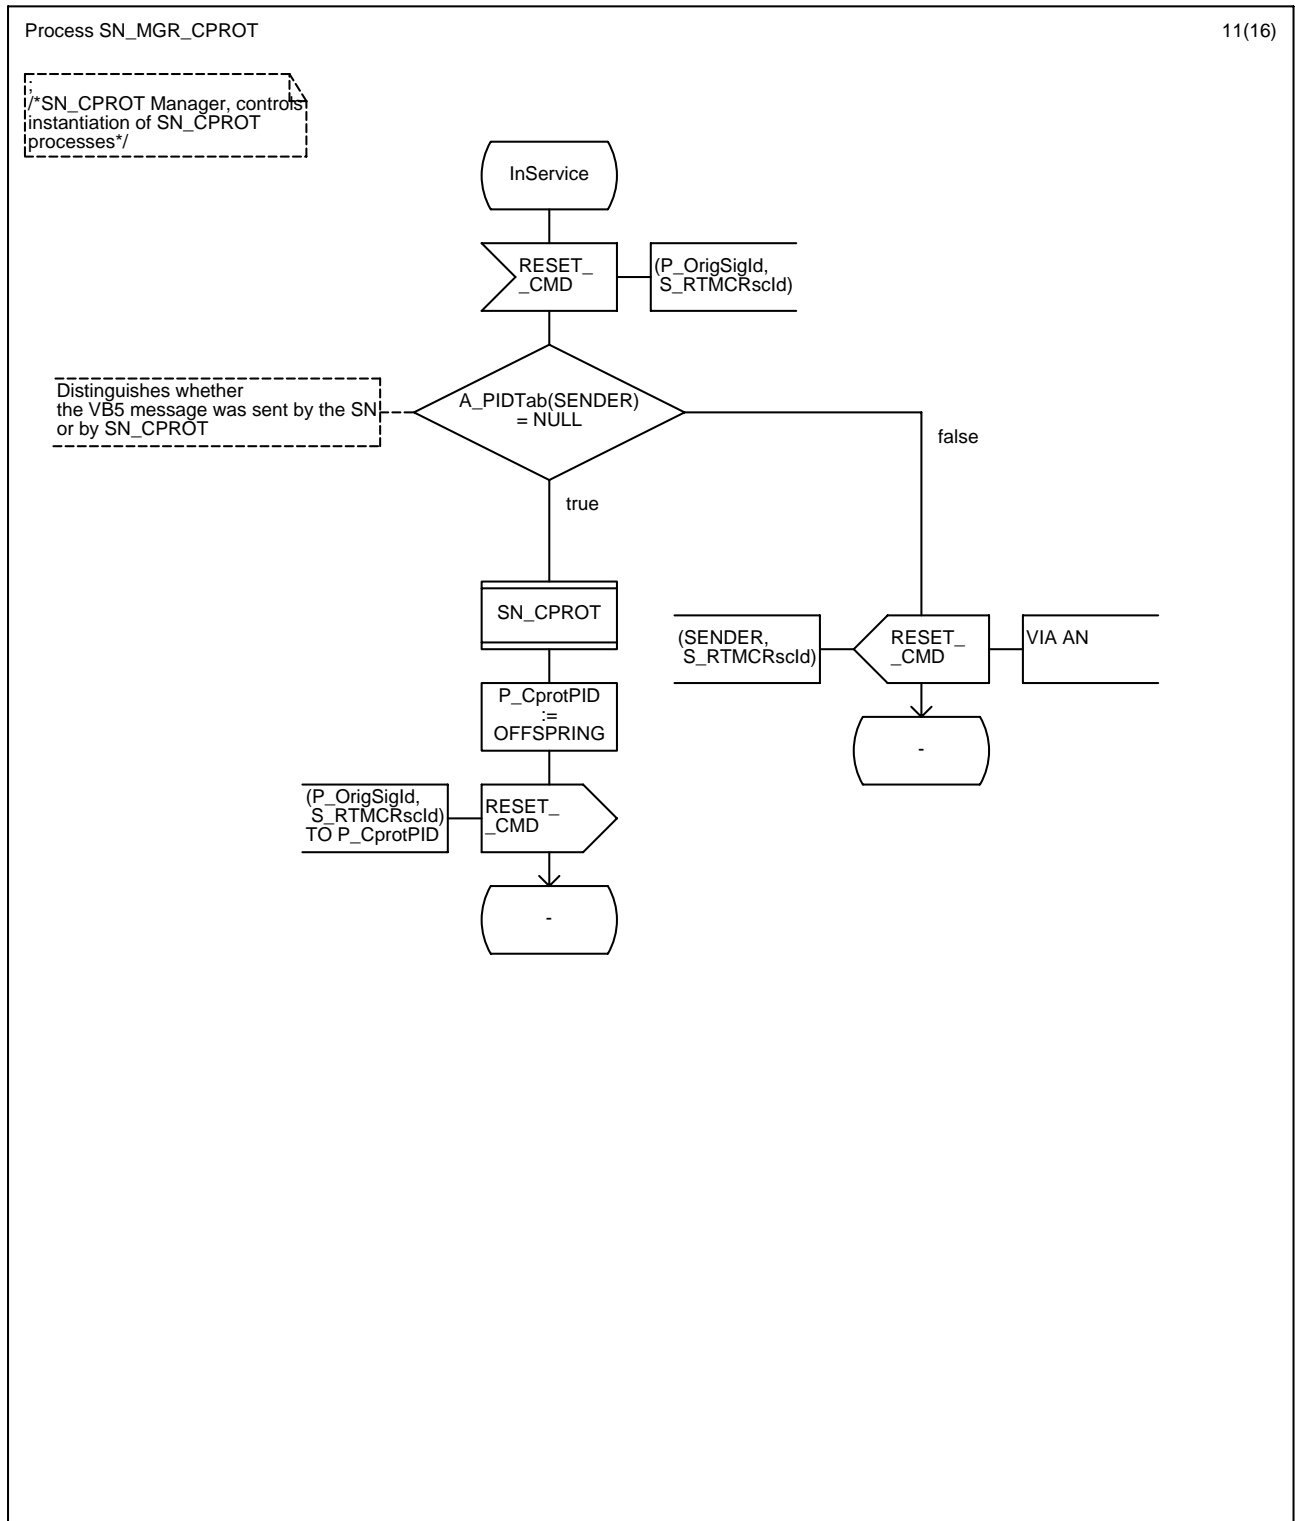 Process SN_MGR_CPROT
11(16)
;
/*SN_CPROT Manager, controls
instantiation of SN_CPROT
processes*/
InService
RESET_
_CMD
(P_OrigSigId,
S_RTMCRscId)
Distinguishes whether
the VB5 message was sent by the SN
or by SN_CPROT
A_PIDTab(SENDER)
= NULL
false
true
SN_CPROT
(SENDER,
S_RTMCRscId)
RESET_
_CMD
VIA AN
P_CprotPID
:=
OFFSPRING
-
(P_OrigSigId,
S_RTMCRscId)
TO P_CprotPID
RESET_
_CMD
-